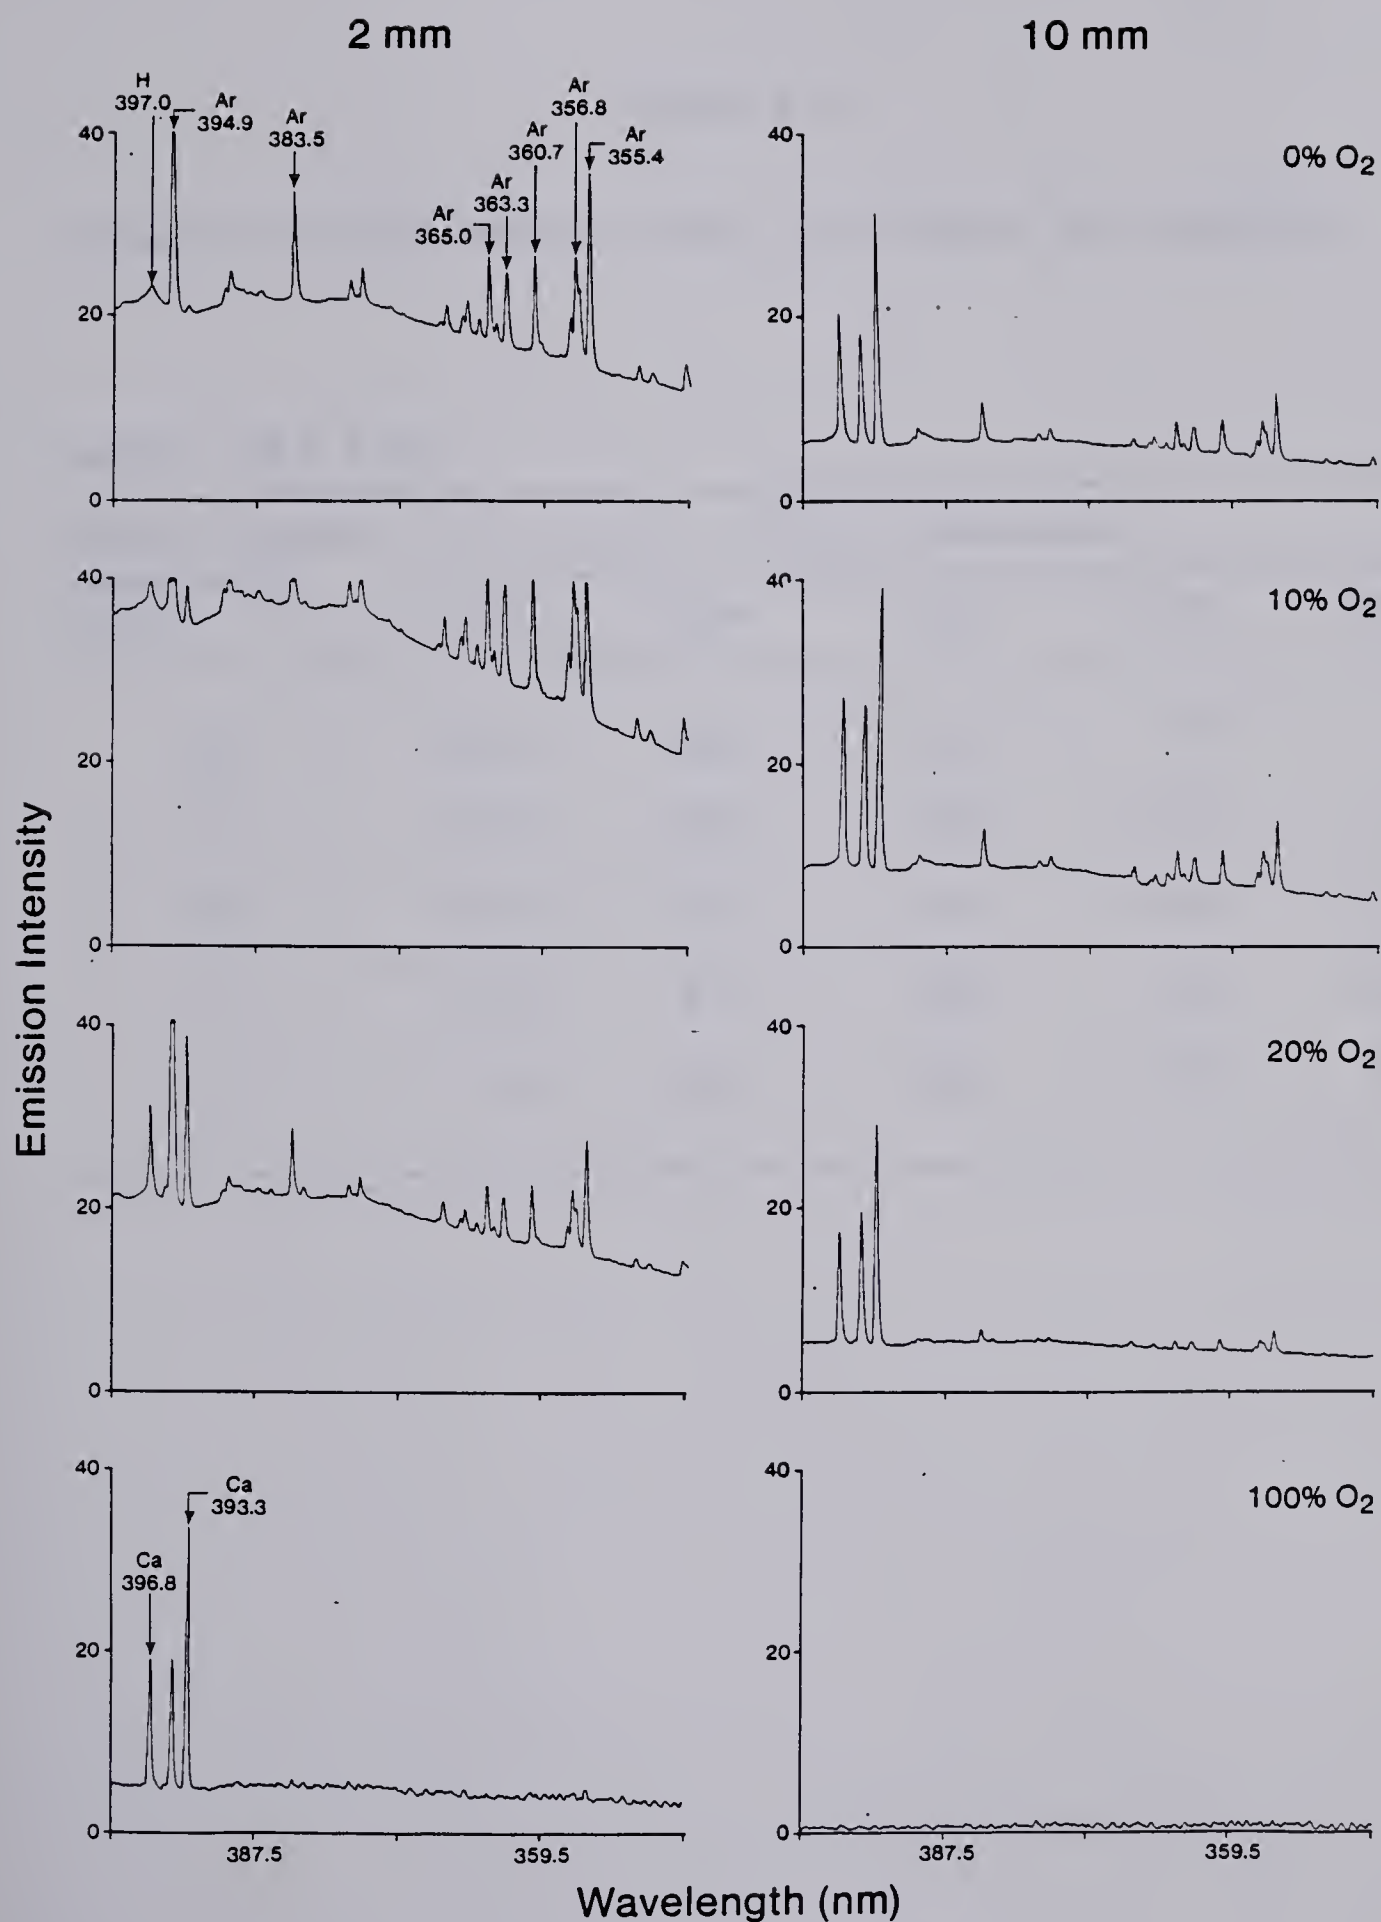 2 mm
10 mm
H
397.0
Ar
394.9
Ar
383.5
Ar
365.0
Ar
363.3
Ar
360.7
Ar
356.8
Ar
355.4
40
20
0
40
20
0
0% O2
40
20
0
40
20
0
10% O2
40
20
0
40
20
0
20% O2
Ca
396.8
Ca
393.3
40
20
0
387.5
359.5
40
20
0
100% O2
387.5
359.5
Emission Intensity
Wavelength (nm)